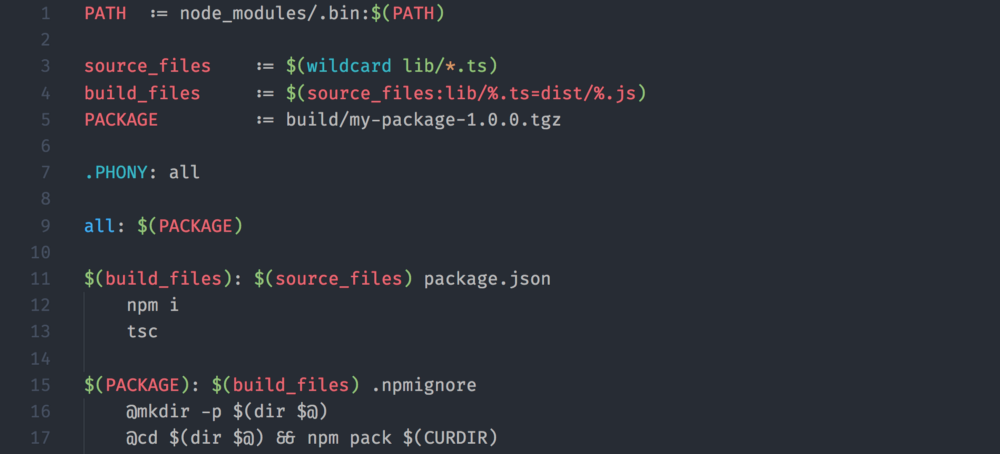 1 PATH := node_modules/.bin:$(PATH)
2
3 source_files := $(wildcard lib/*.ts)
4 build_files := $(source_files:lib/%.ts=dist/%.js)
5 PACKAGE := build/my-package-1.0.0.tgz
6
7 .PHONY: all
8
9 all: $(PACKAGE)
10
11 $(build_files): $(source_files) package.json
12 npm i
13 tsc
14
15 $(PACKAGE): $(build_files) .npmignore
16 @mkdir -p $(dir $@)
17 @cd $(dir $@) && npm pack $(CURDIR)